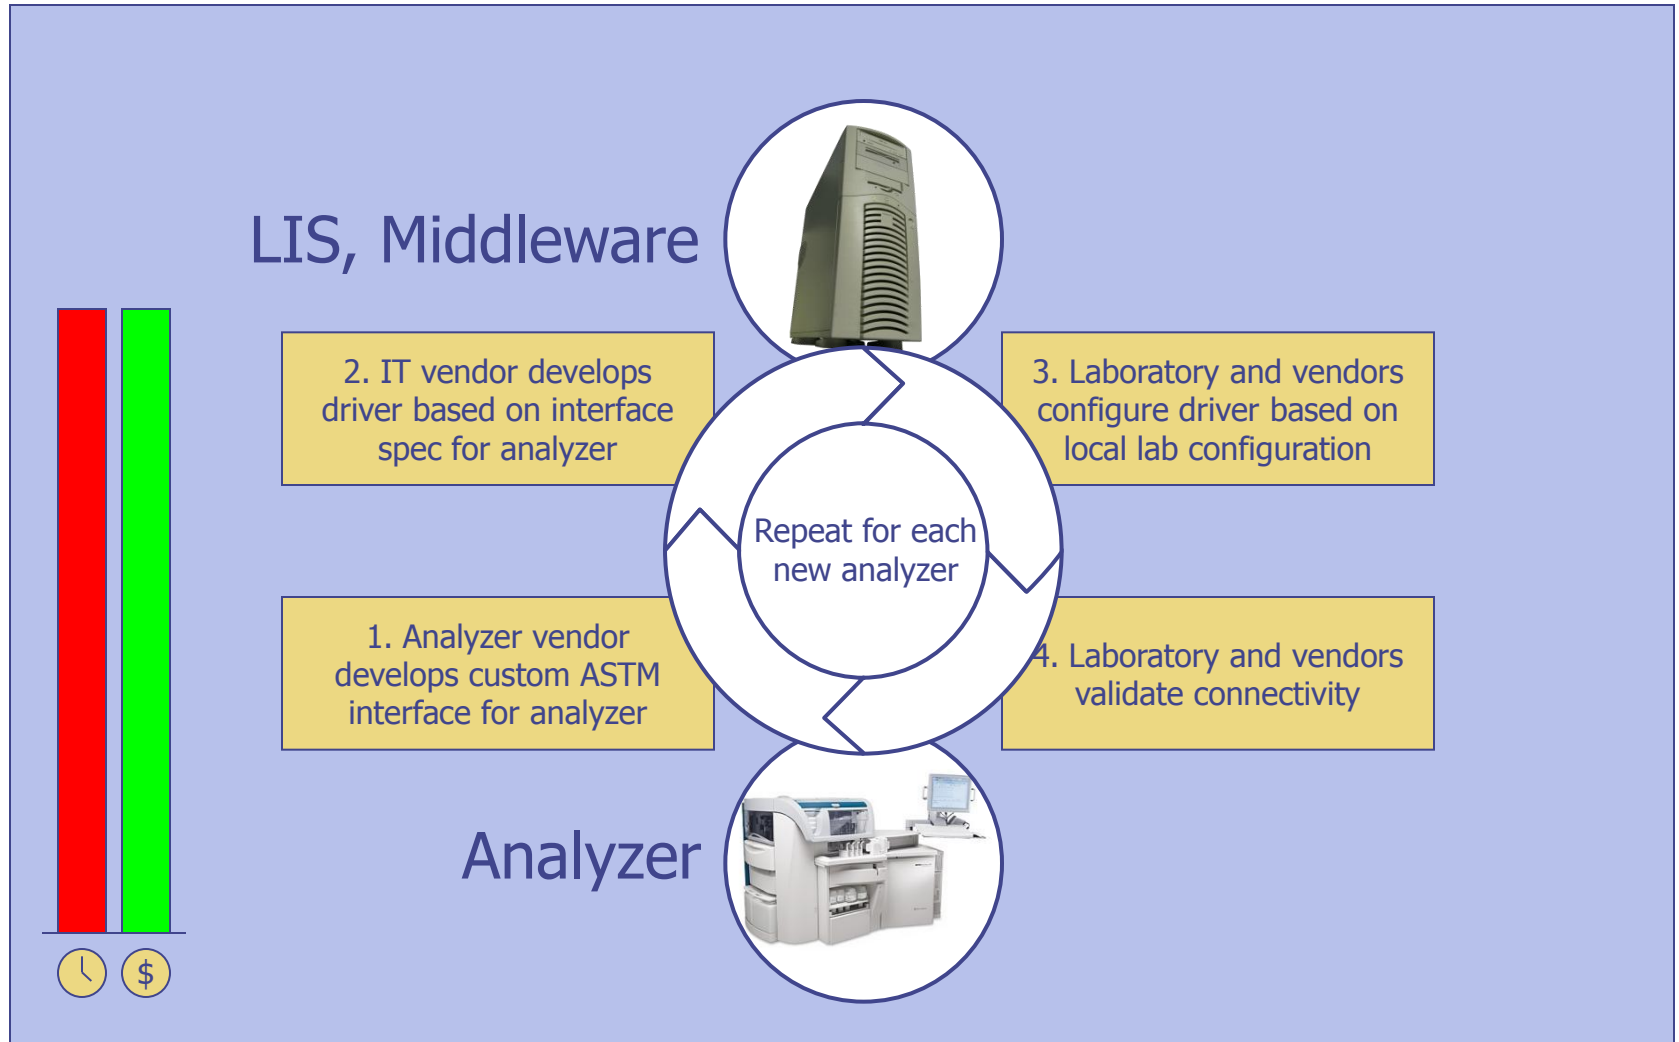 LIS, Middleware
2. IT vendor develops
driver based on interface
spec for analyzer
3. Laboratory and vendors
configure driver based on
local lab configuration
Repeat for each
new analyzer
1. Analyzer vendor
develops custom ASTM
interface for analyzer
4. Laboratory and vendors
validate connectivity
Analyzer
$